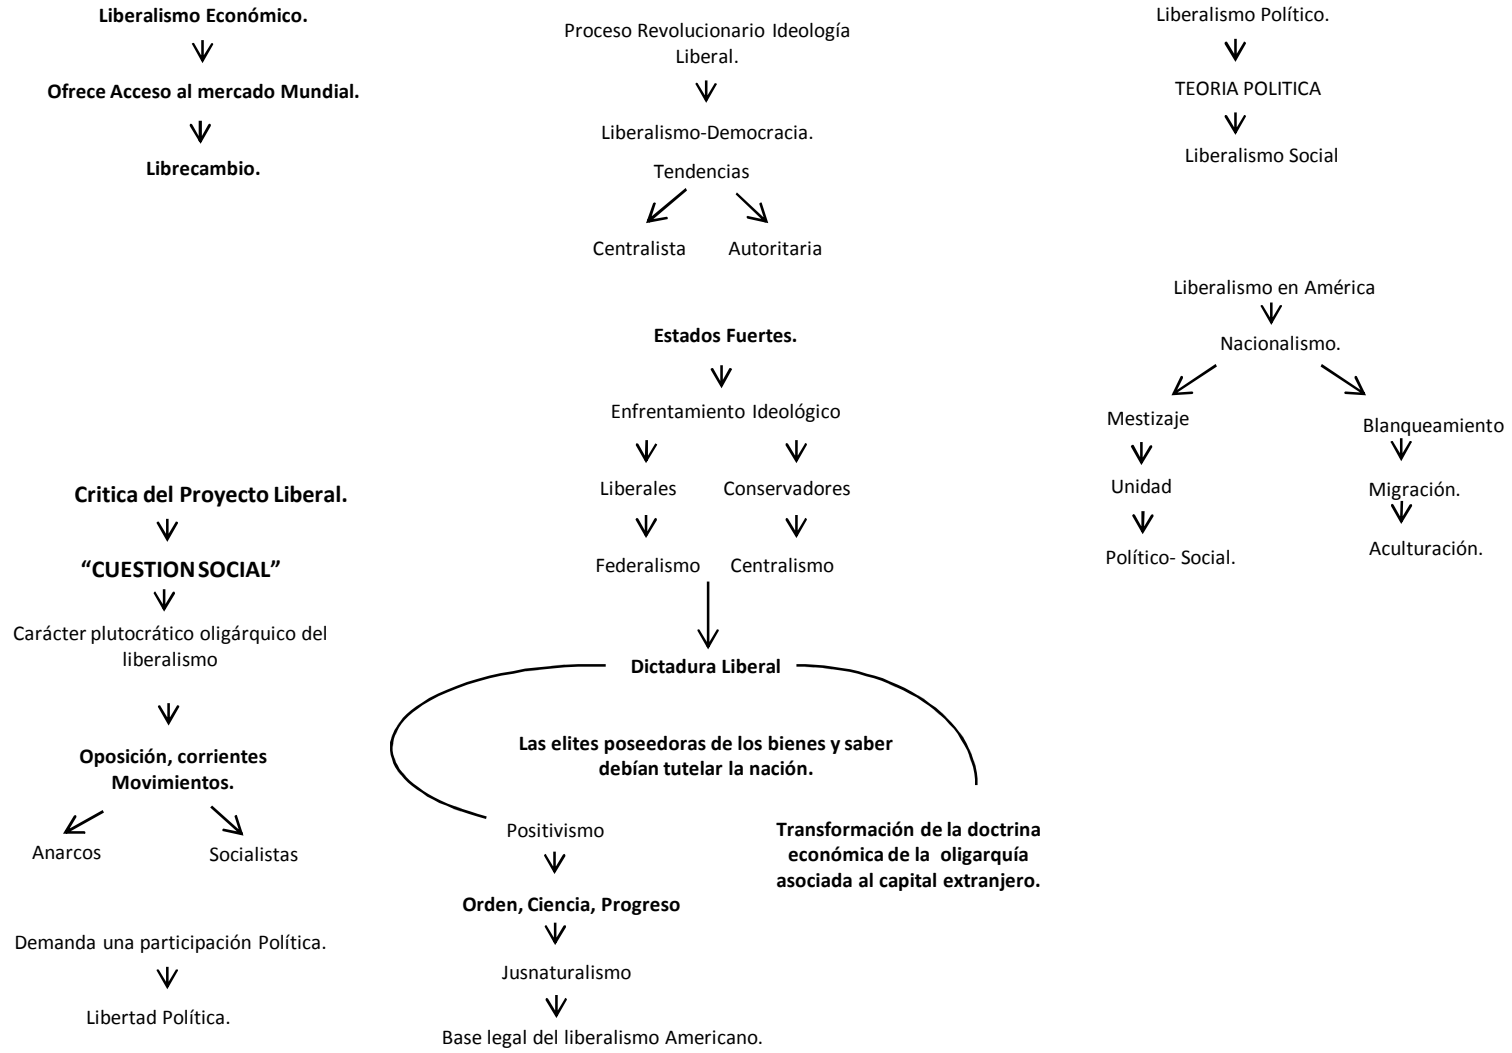 Liberalismo Económico.
Ofrece Acceso al mercado Mundial.
Librecambio.
Proceso Revolucionario Ideología
Liberal.
Liberalismo-Democracia.
Tendencias
Centralista
Autoritaria
Liberalismo Político.
TEORIA POLITICA
Liberalismo Social
Liberalismo en América
Nacionalismo.
Mestizaje
Unidad
Político- Social.
Blanqueamiento
Migración.
Aculturación.
Estados Fuertes.
Enfrentamiento Ideológico
Liberales
Conservadores
Federalismo
Centralismo
Dictadura Liberal
Las elites poseedoras de los bienes y saber
debían tutelar la nación.
Positivismo
Orden, Ciencia, Progreso
Jusnaturalismo
Base legal del liberalismo Americano.
Transformación de la doctrina
económica de la oligarquía
asociada al capital extranjero.
Critica del Proyecto Liberal.
“CUESTION SOCIAL”
Carácter plutocrático oligárquico del
liberalismo
Oposición, corrientes
Movimientos.
Anarcos
Socialistas
Demanda una participación Política.
Libertad Política.